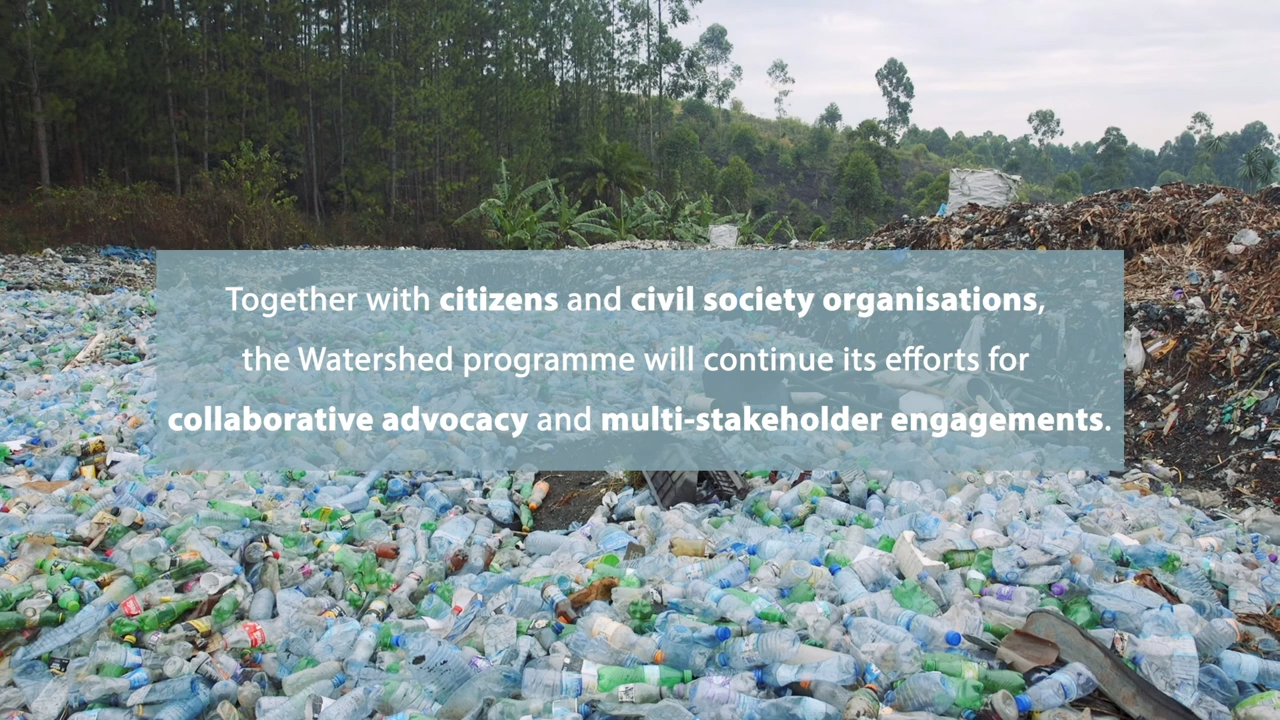 Together with citizens and civil society organisations,
the Watershed programme will continue its efforts for
collaborative advocacy and multi-stakeholder engagements.